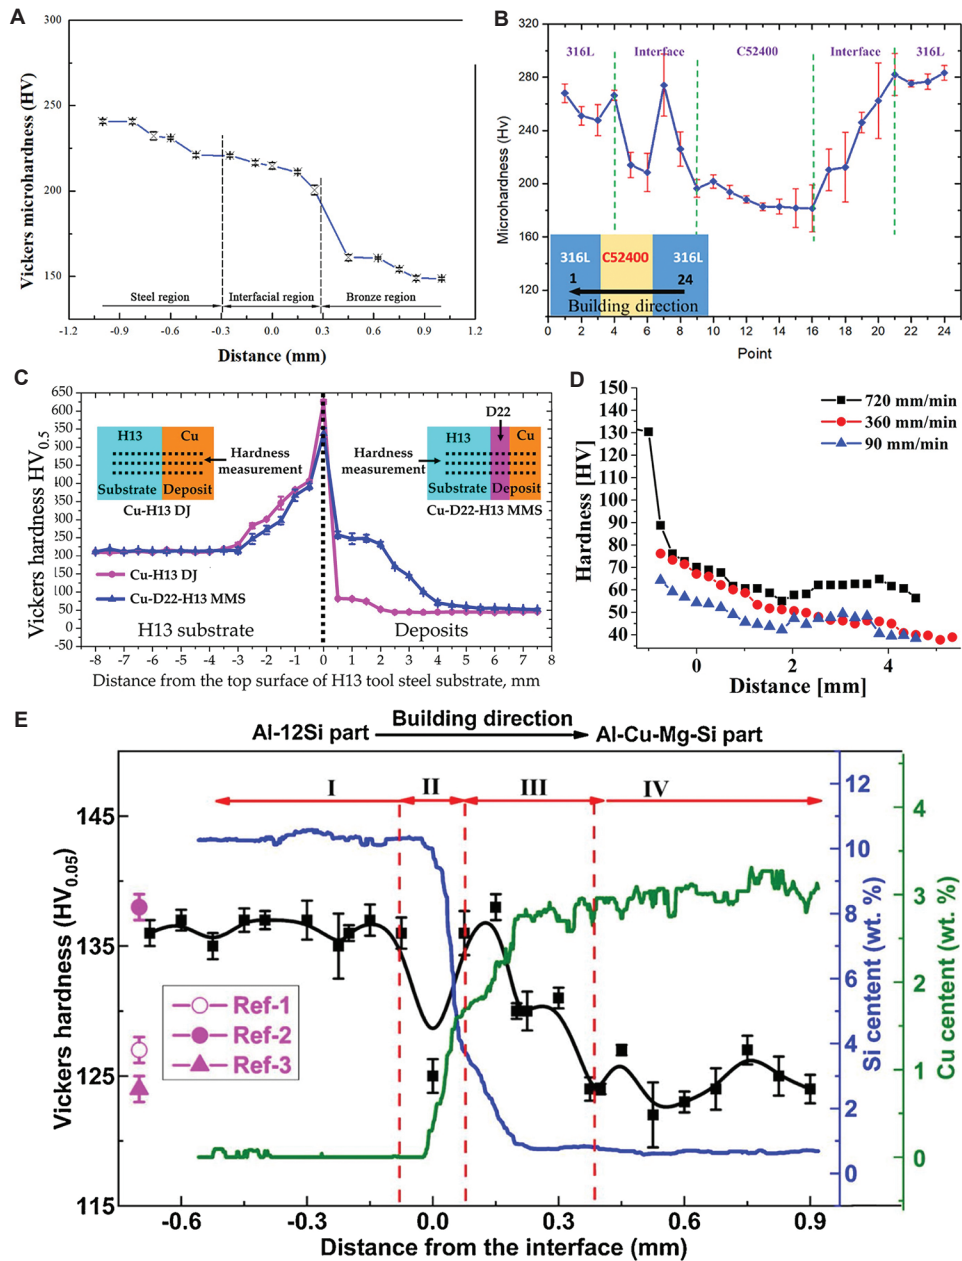 A
300
250
200
150
Vickers microhardness (HV)
Steel region
Interfacial region
Bronze region
-1.2
-0.9
-0.6
-0.3
0.0
0.3
0.6
0.9
1.2
Distance (mm)
B
320
280
240
200
160
120
Microhardness (Hv)
316L
Interface
C52400
Interface
316L
316L
C52400
316L
1
24
Building direction
0
2
4
6
8
10
12
14
16
18
20
22
24
Point
C
650
600
550
500
450
400
350
300
250
200
150
100
50
0
-50
Vickers hardness HV0.5
H13
Cu
Substrate
Deposit
Cu-H13 DJ
Hardness
measurement
Hardness
measurement
D22
H13
Cu
Substrate
Deposit
Cu-D22-H13 MMS
Cu-H13 DJ
Cu-D22-H13 MMS
H13 substrate
Deposits
-8
-7
-6
-5
-4
-3
-2
-1
0
1
2
3
4
5
6
7
8
Distance from the top surface of H13 tool steel substrate, mm
D
150
140
130
120
110
100
90
80
70
60
50
40
Hardness [HV]
720 mm/min
360 mm/min
90 mm/min
0
2
4
Distance [mm]
E
Building direction
Al-12Si part
Al-Cu-Mg-Si part
I
II
III
IV
145
135
125
115
Vickers hardness (HV0.05)
Ref-1
Ref-2
Ref-3
12
10
8
6
4
2
0
Si centent (wt. %)
4
3
2
1
0
Cu centent (wt. %)
-0.6
-0.3
0.0
0.3
0.6
0.9
Distance from the interface (mm)